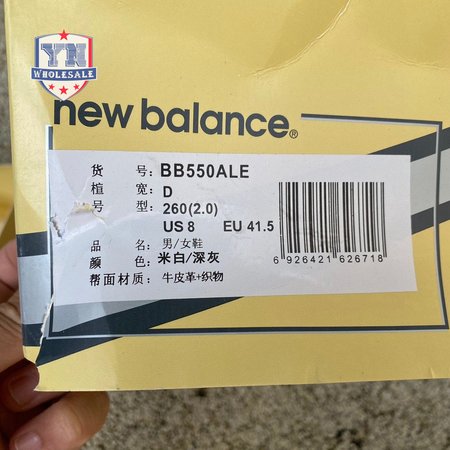 YN
WHOLESALE
new balance®
货 号: BB550ALE
楦 宽: D
号 型: 260(2.0)
US 8 EU 41.5
品 名: 男/女鞋
颜 色: 米白/深灰
帮面材质: 牛皮革+织物
6 926421 626718